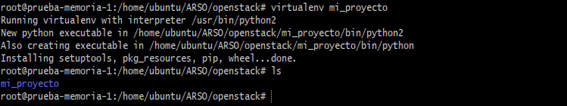 root@prueba-memoria-1:/home/ubuntu/ARSO/openstack# virtualenv mi_proyecto
Running virtualenv with interpreter /usr/bin/python2
New python executable in /home/ubuntu/ARSO/openstack/mi_proyecto/bin/python2
Also creating executable in /home/ubuntu/ARSO/openstack/mi_proyecto/bin/python
Installing setuptools, pkg_resources, pip, wheel...done.
root@prueba-memoria-1:/home/ubuntu/ARSO/openstack# ls
mi_proyecto
root@prueba-memoria-1:/home/ubuntu/ARSO/openstack#